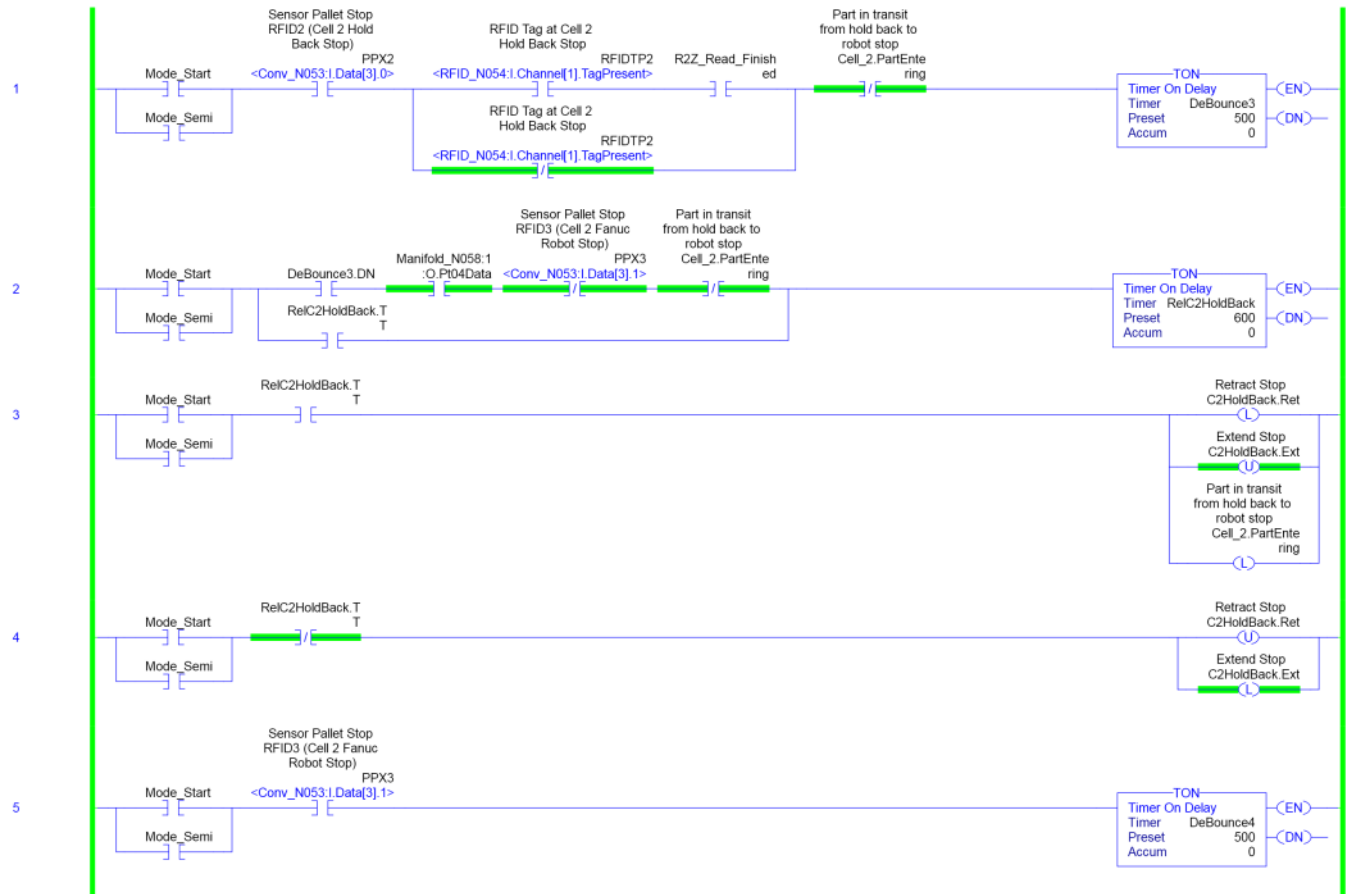 Sensor Pallet Stop
RFID2 (Cell 2 Hold
Back Stop)
PPX2
<Conv_N053:I.Data[3].0>
RFID Tag at Cell 2
Hold Back Stop
RFIDTP2
<RFID_N054:I.Channel[1].TagPresent>
R2Z_Read_Finish
ed
Part in transit
from hold back to
robot stop
Cell_2.PartEnte
ring
1
Mode_Start
Mode_Semi
RFID Tag at Cell 2
Hold Back Stop
RFIDTP2
<RFID_N054:I.Channel[1].TagPresent>
TON
Timer On Delay
Timer DeBounce3
Preset 500
Accum 0
EN
DN
Sensor Pallet Stop
RFID3 (Cell 2 Fanuc
Robot Stop)
PPX3
<Conv_N053:I.Data[3].1>
Part in transit
from hold back to
robot stop
Cell_2.PartEnte
ring
2
Mode_Start
Mode_Semi
DeBounce3.DN
Manifold_N058:1
:O.Pt04Data
RelC2HoldBack.T
T
TON
Timer On Delay
Timer RelC2HoldBack
Preset 600
Accum 0
EN
DN
3
Mode_Start
Mode_Semi
RelC2HoldBack.T
T
Retract Stop
C2HoldBack.Ret
L
Extend Stop
C2HoldBack.Ext
U
Part in transit
from hold back to
robot stop
Cell_2.PartEnte
ring
L
4
Mode_Start
Mode_Semi
RelC2HoldBack.T
T
Retract Stop
C2HoldBack.Ret
U
Extend Stop
C2HoldBack.Ext
L
5
Mode_Start
Mode_Semi
Sensor Pallet Stop
RFID3 (Cell 2 Fanuc
Robot Stop)
PPX3
<Conv_N053:I.Data[3].1>
TON
Timer On Delay
Timer DeBounce4
Preset 500
Accum 0
EN
DN